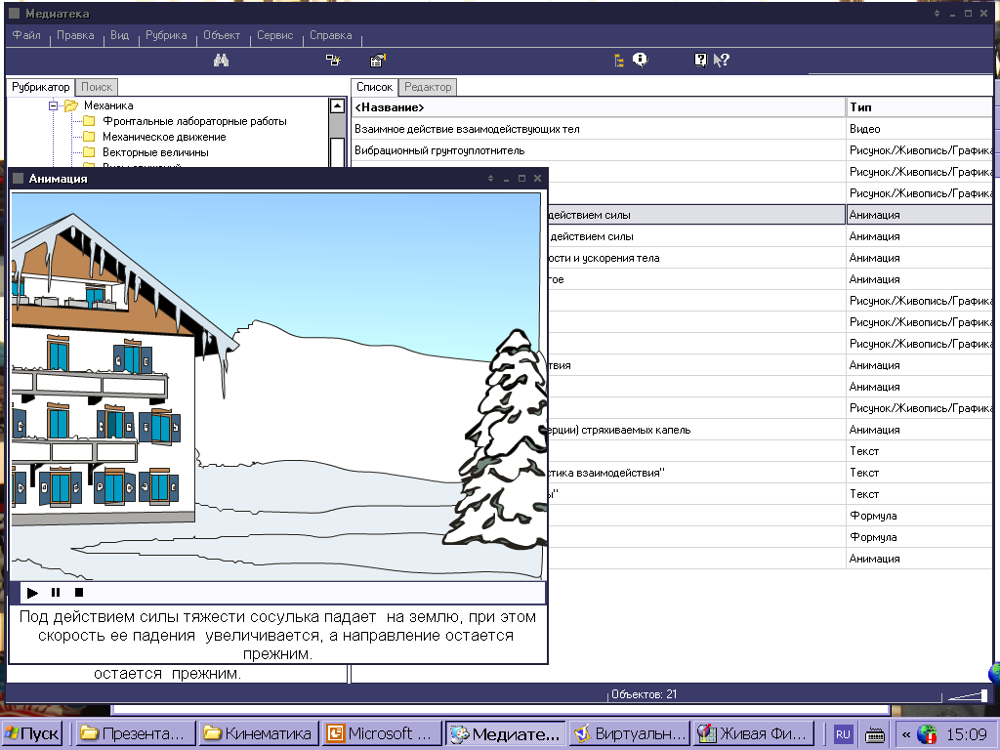 Медиатека
Файл Правка Вид Рубрика Объект Сервис Справка
Рубрикатор Поиск
Механика
Фронтальные лабораторные работы
Механическое движение
Векторные величины
Список Редактор
<Название> Тип
Взаимное действие взаимодействующих тел Видео
Вибрационный грунтоуплотнитель Рисунок/Живопись/Графика
Рисунок/Живопись/Графика
Рисунок/Живопись/Графика
действием силы Анимация
действием силы Анимация
ости и ускорения тела Анимация
гое Анимация
Рисунок/Живопись/Графика
Рисунок/Живопись/Графика
Рисунок/Живопись/Графика
твия Анимация
Анимация
Рисунок/Живопись/Графика
ерции) стряхиваемых капель Анимация
Текст
стика взаимодействия" Текст
ы" Текст
Формула
Формула
Анимация
Анимация
Под действием силы тяжести сосулька падает на землю, при этом
скорость ее падения увеличивается, а направление остается
прежним.
остается прежним.
Объектов: 21
Пуск Презента... Кинематика Microsoft ... Медиате... Виртуальн... Живая Фи... RU « 15:09